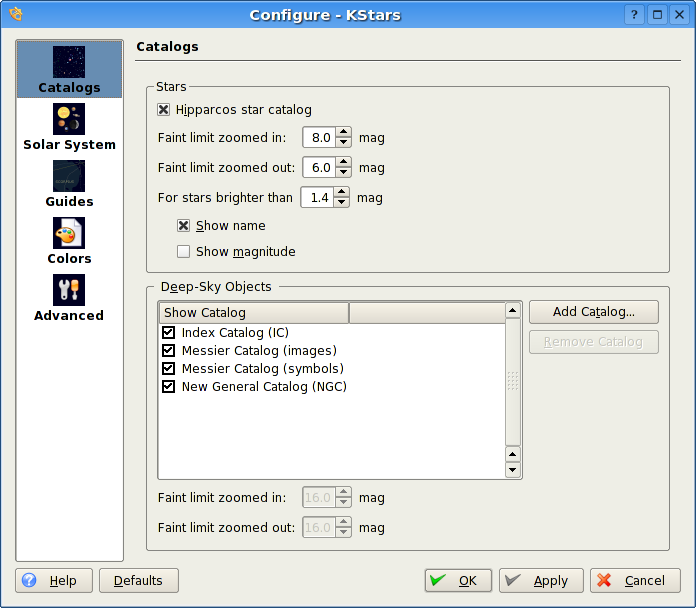 Configure - KStars
?
Catalogs
Solar System
Guides
Colors
Advanced
Catalogs
Stars
Hipparcos star catalog
Faint limit zoomed in: 8.0 mag
Faint limit zoomed out: 6.0 mag
For stars brighter than 1.4 mag
Show name
Show magnitude
Deep-Sky Objects
Show Catalog
Index Catalog (IC)
Messier Catalog (images)
Messier Catalog (symbols)
New General Catalog (NGC)
Add Catalog...
Remove Catalog
Faint limit zoomed in: 16.0 mag
Faint limit zoomed out: 16.0 mag
? Help Defaults OK Apply Cancel